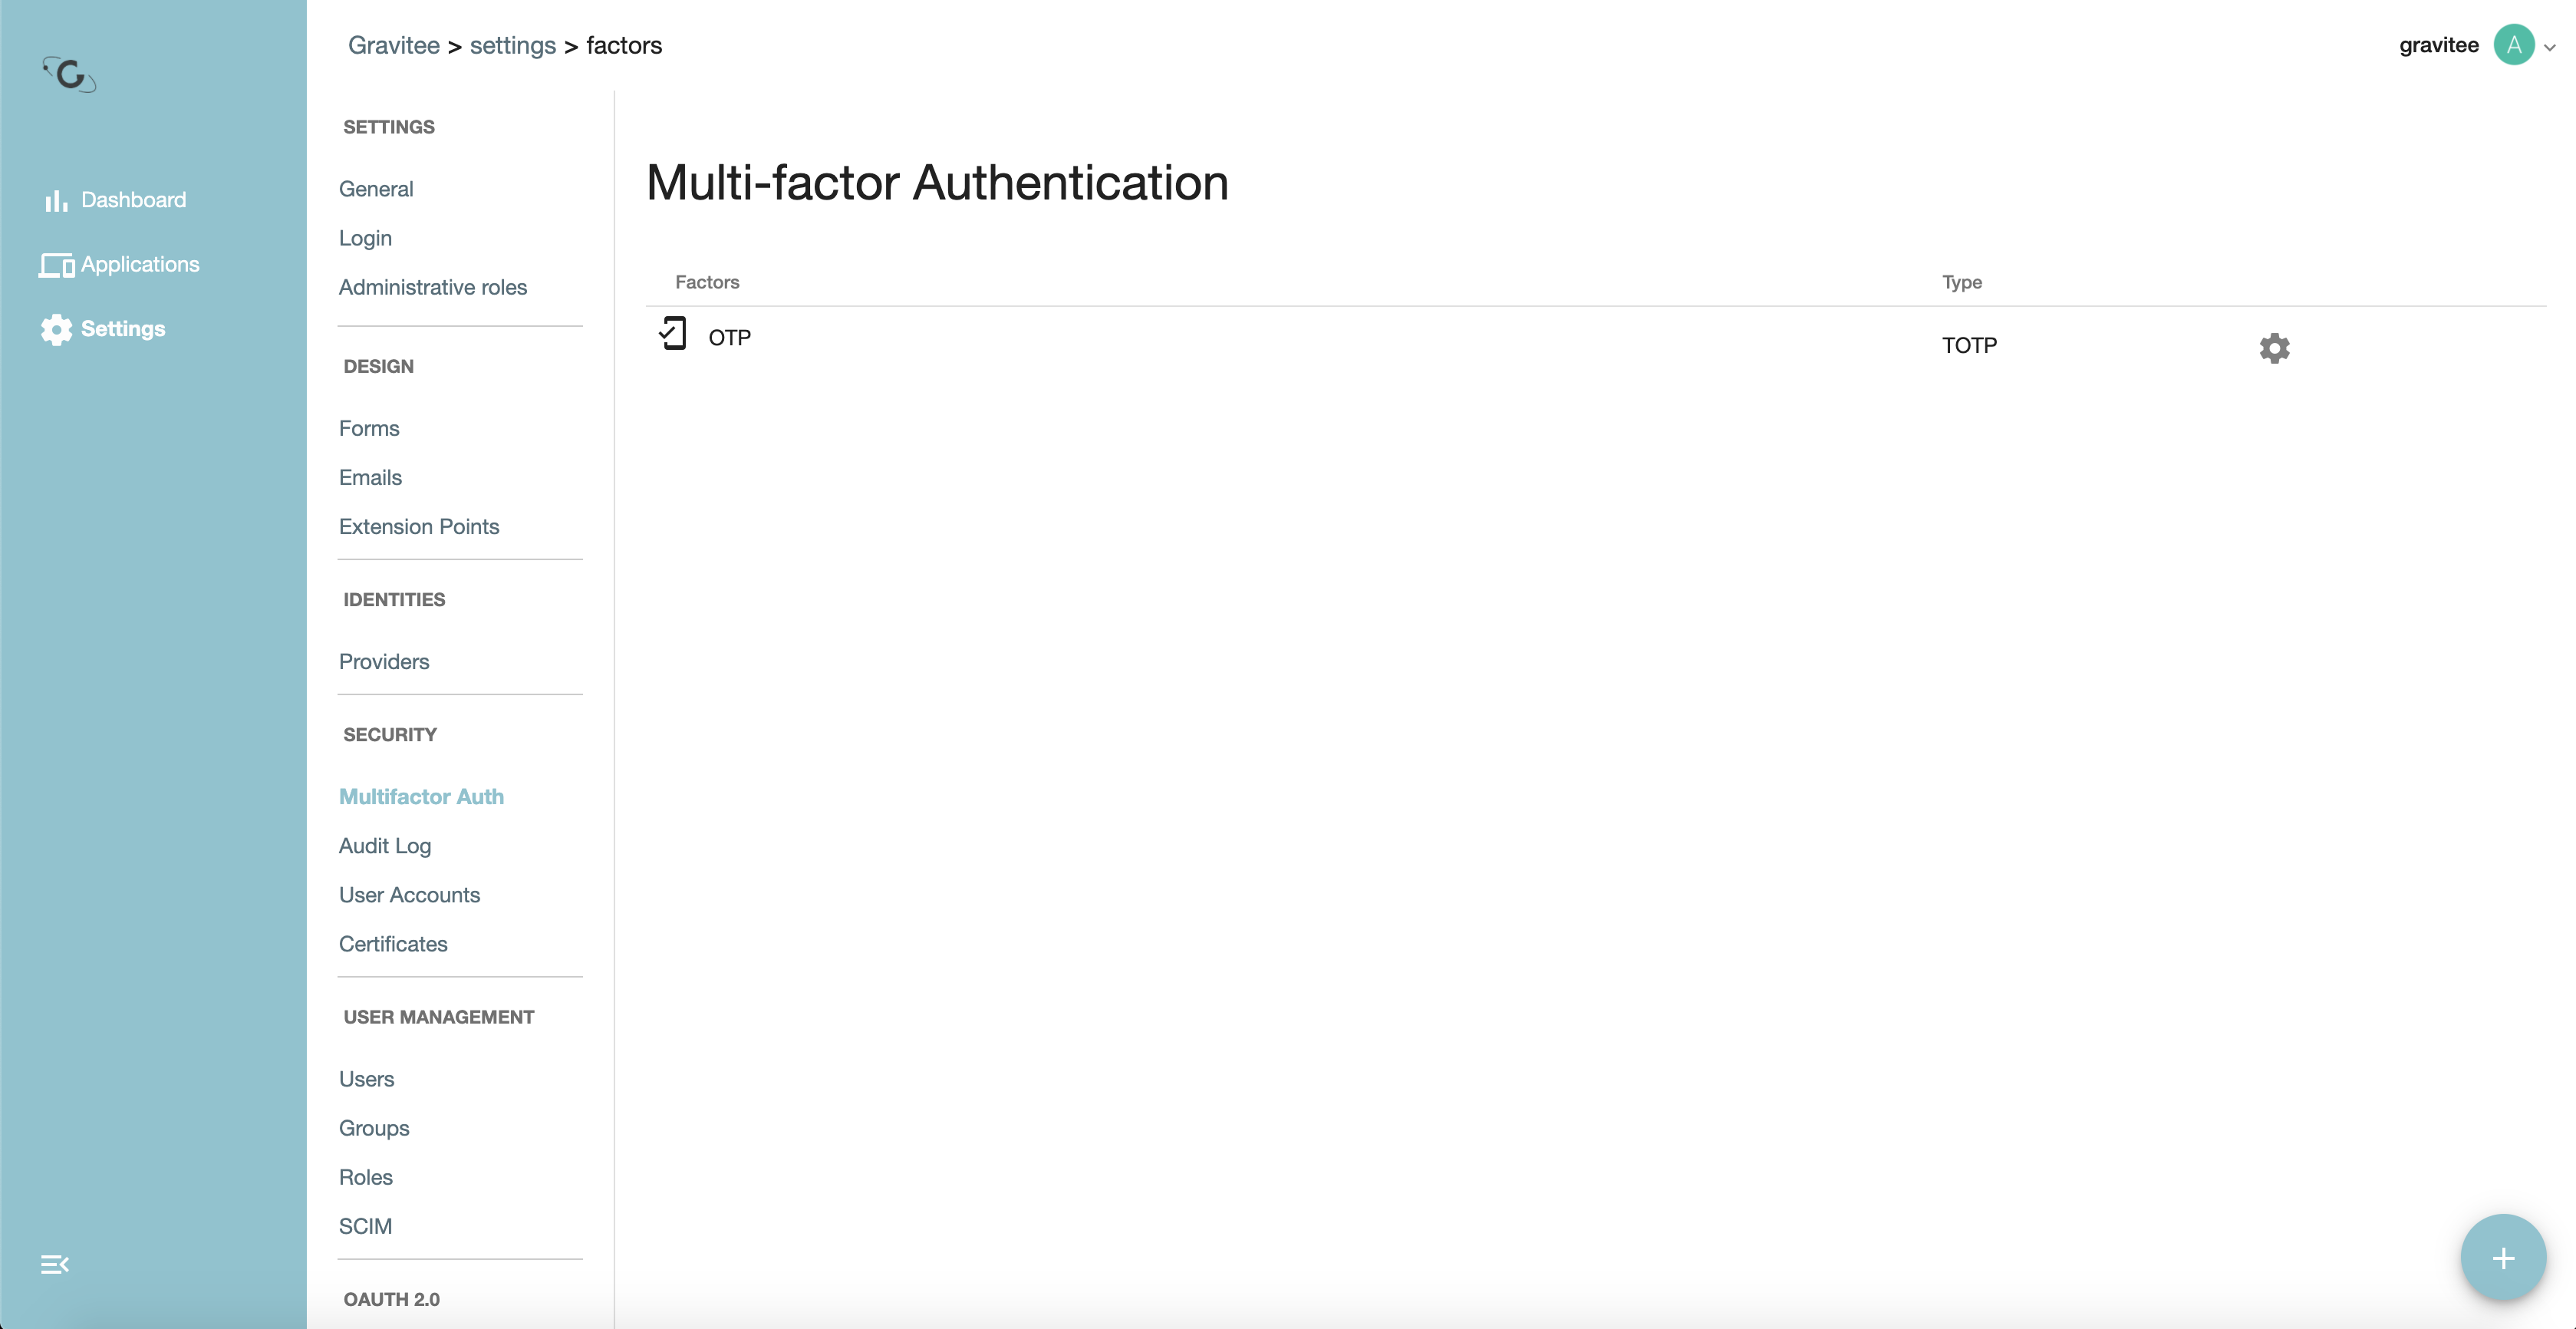 Gravitee > settings > factors
gravitee A
Dashboard
Applications
Settings
SETTINGS
General
Login
Administrative roles
DESIGN
Forms
Emails
Extension Points
IDENTITIES
Providers
SECURITY
Multifactor Auth
Audit Log
User Accounts
Certificates
USER MANAGEMENT
Users
Groups
Roles
SCIM
OAUTH 2.0
Multi-factor Authentication
Factors Type
OTP TOTP